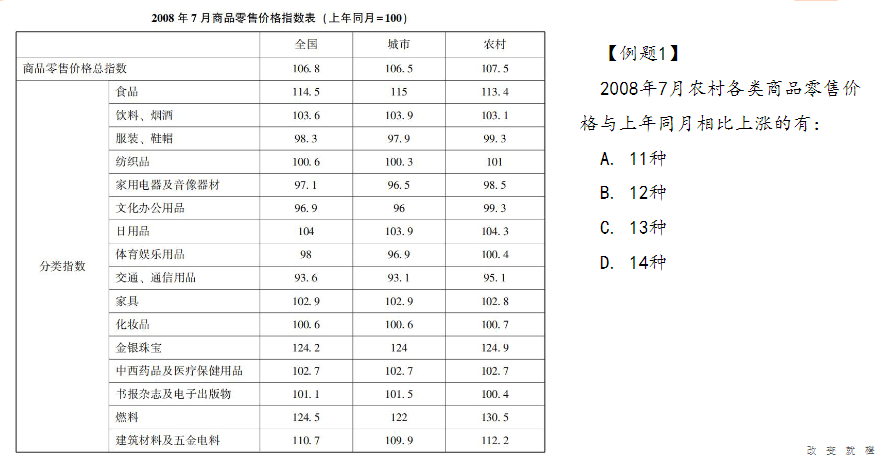 2008 年 7 月商品零售价格指数表（上年同月=100）
全国 城市 农村
商品零售价格总指数 106.8 106.5 107.5
分类指数
食品 114.5 115 113.4
饮料、烟酒 103.6 103.9 103.1
服装、鞋帽 98.3 97.9 99.3
纺织品 100.6 100.3 101
家用电器及音像器材 97.1 96.5 98.5
文化办公用品 96.9 96 99.3
日用品 104 103.9 104.3
体育娱乐用品 98 96.9 100.4
交通、通信用品 93.6 93.1 95.1
家具 102.9 102.9 102.8
化妆品 100.6 100.6 100.7
金银珠宝 124.2 124 124.9
中西药品及医疗保健用品 102.7 102.7 102.7
书报杂志及电子出版物 101.1 101.5 100.4
燃料 124.5 122 130.5
建筑材料及五金电料 110.7 109.9 112.2
【例题1】
2008年7月农村各类商品零售价
格与上年同月相比上涨的有：
A. 11种
B. 12种
C. 13种
D. 14种
改 变 就 程